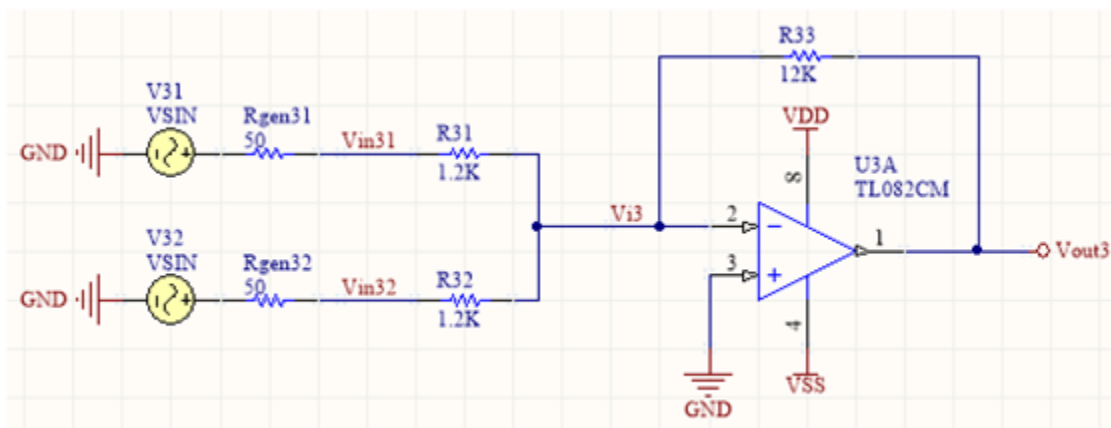 R33
12K
V31
VSIN
Rgen31
50
Vin31
R31
1.2K
GND
VDD
8
U3A
TL082CM
Vi3
2
1
Vout3
V32
VSIN
Rgen32
50
Vin32
R32
1.2K
GND
3
4
VSS
GND